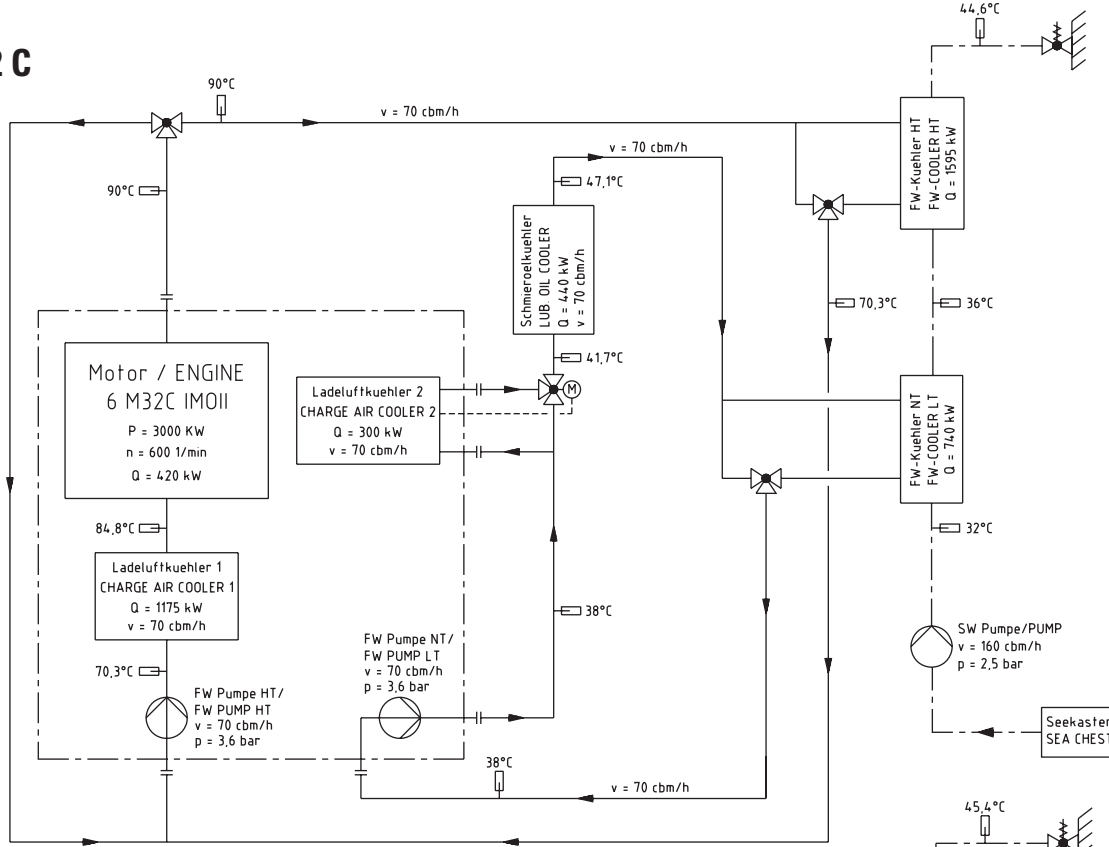 2 C
44,6°C
90°C
v = 70 cbm/h
90°C
v = 70 cbm/h
47,1°C
FW-Kuehler HT
FW-COOLER HT
Q = 1595 kW
Schmieroelkuehler
LUB. OIL COOLER
Q = 440 kW
v = 70 cbm/h
70,3°C
36°C
41,7°C
Motor / ENGINE
6 M32C IMOII
P = 3000 KW
n = 600 1/min
Q = 420 kW
Ladeluftkuehler 2
CHARGE AIR COOLER 2
Q = 300 kW
v = 70 cbm/h
M
FW-Kuehler NT
FW-COOLER LT
Q = 740 kW
84,8°C
32°C
Ladeluftkuehler 1
CHARGE AIR COOLER 1
Q = 1175 kW
v = 70 cbm/h
38°C
70,3°C
FW Pumpe NT/
FW PUMP LT
v = 70 cbm/h
p = 3,6 bar
SW Pumpe/PUMP
v = 160 cbm/h
p = 2,5 bar
FW Pumpe HT/
FW PUMP HT
v = 70 cbm/h
p = 3,6 bar
Seekasten
SEA CHEST
38°C
v = 70 cbm/h
45,4°C